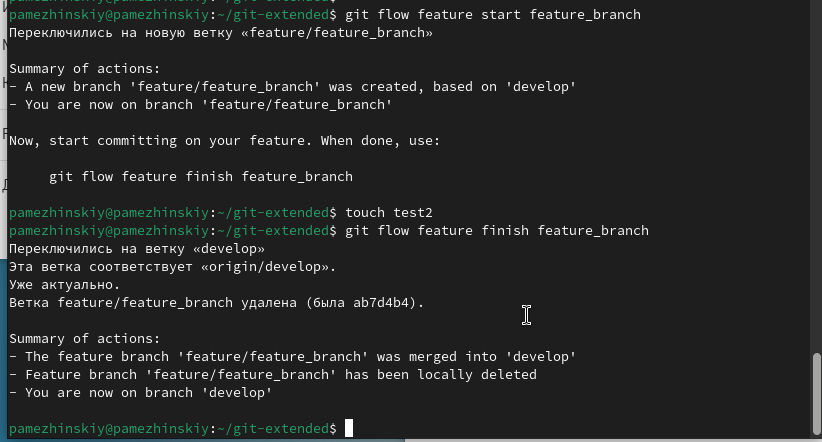 pamezhinskiy@pamezhinskiy:~/git-extended$ git flow feature start feature_branch
Переключились на новую ветку «feature/feature_branch»
Summary of actions:
- A new branch 'feature/feature_branch' was created, based on 'develop'
- You are now on branch 'feature/feature_branch'
Now, start committing on your feature. When done, use:
git flow feature finish feature_branch
pamezhinskiy@pamezhinskiy:~/git-extended$ touch test2
pamezhinskiy@pamezhinskiy:~/git-extended$ git flow feature finish feature_branch
Переключились на ветку «develop»
Эта ветка соответствует «origin/develop».
Уже актуально.
Ветка feature/feature_branch удалена (была ab7d4b4).
Summary of actions:
- The feature branch 'feature/feature_branch' was merged into 'develop'
- Feature branch 'feature/feature_branch' has been locally deleted
- You are now on branch 'develop'
pamezhinskiy@pamezhinskiy:~/git-extended$